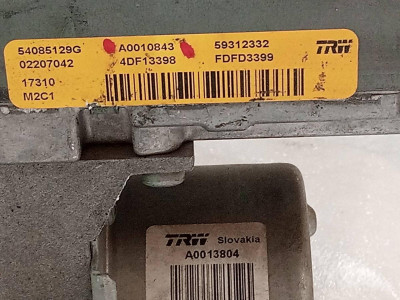 54085129G A0010843 59312332 TRW
02207042 4DF13398 FDFD3399
17310
M2C1
TRW Slovakia
A0013804